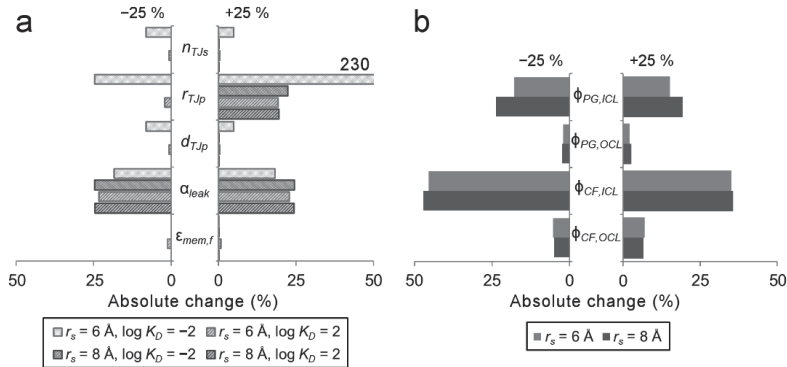 a
−25 %
+25 %
n_TJs
230
r_TJp
d_TJp
α_leak
ε_mem,f
50 25 0 0 25 50
Absolute change (%)
r_s = 6 Å, log K_D = −2 r_s = 6 Å, log K_D = 2
r_s = 8 Å, log K_D = −2 r_s = 8 Å, log K_D = 2
b
−25 %
+25 %
ϕ_PG,ICL
ϕ_PG,OCL
ϕ_CF,ICL
ϕ_CF,OCL
50 25 0 0 25 50
Absolute change (%)
r_s = 6 Å r_s = 8 Å